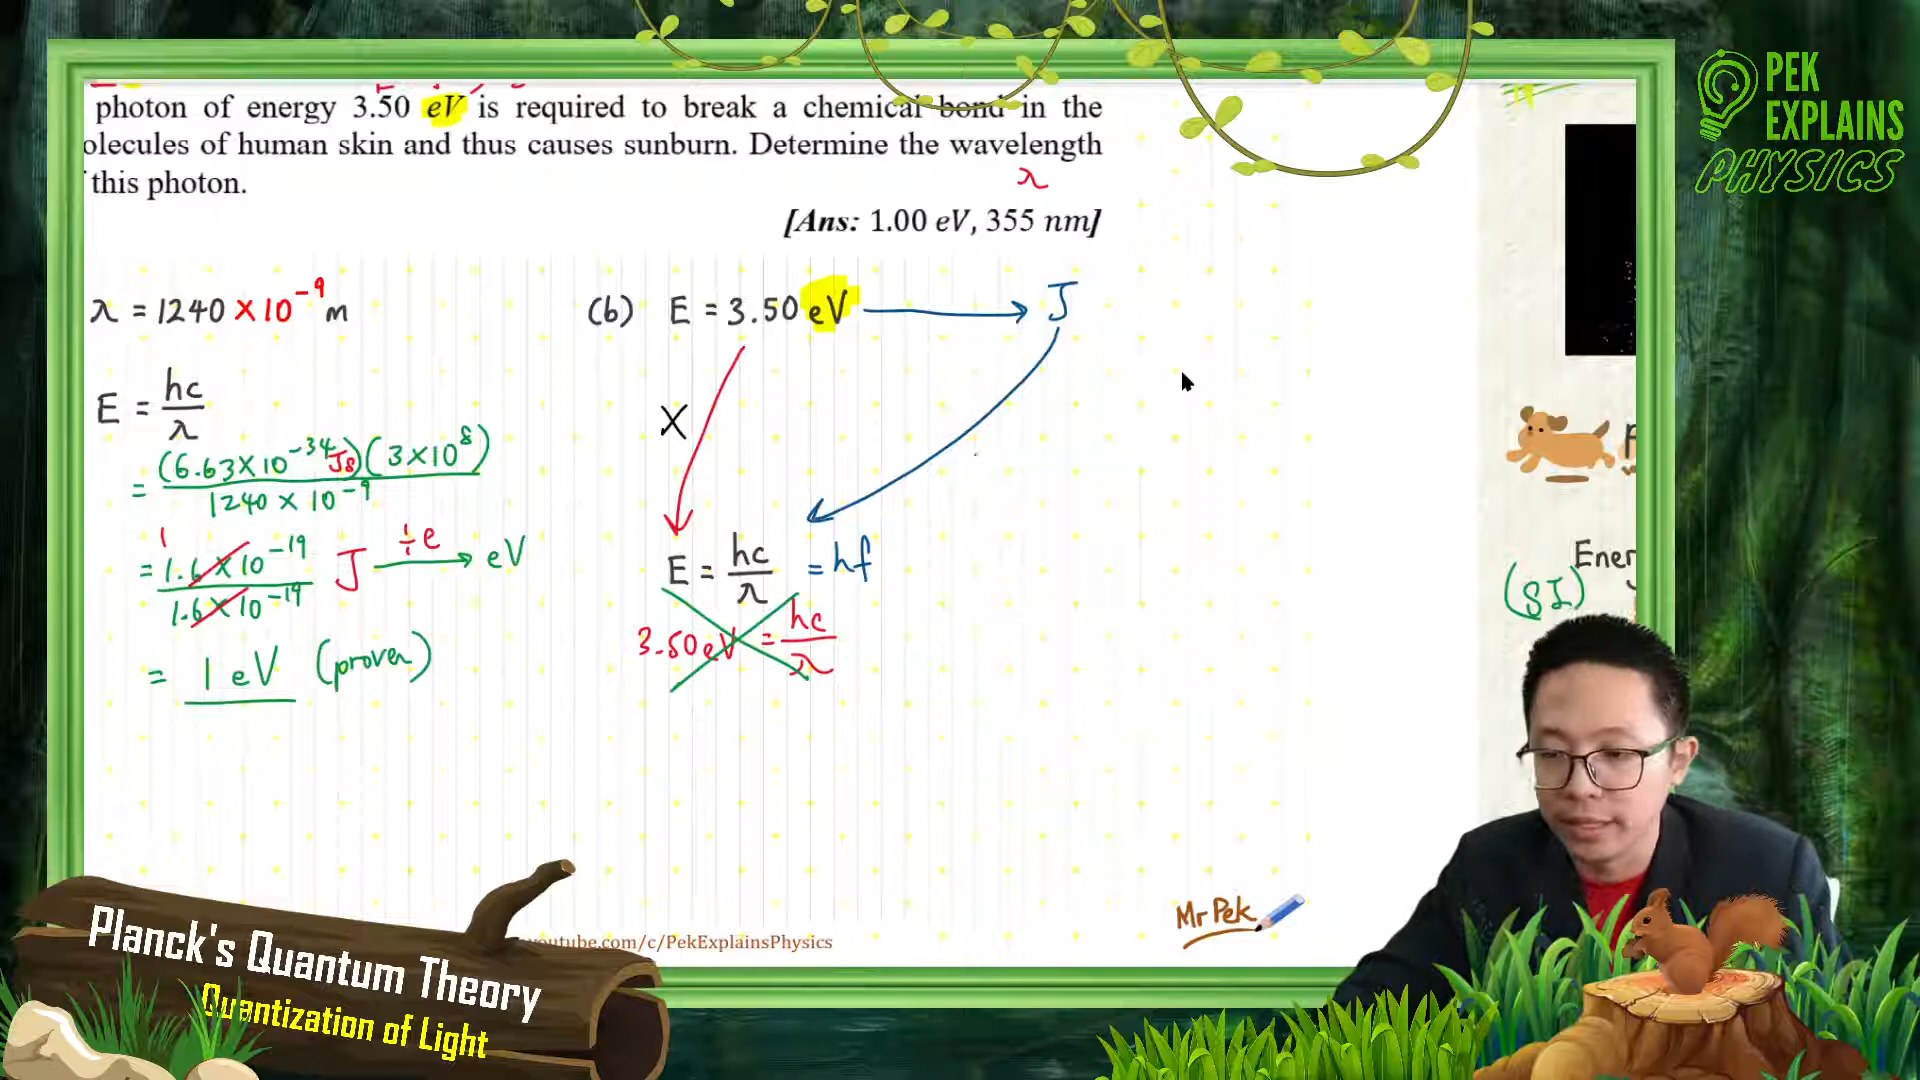 photon of energy 3.50 eV is required to break a chemical bond in the
olecules of human skin and thus causes sunburn. Determine the wavelength
this photon.
λ
[Ans: 1.00 eV, 355 nm]
λ = 1240 × 10⁻⁹ m
E = hc/λ
= (6.63 × 10⁻³⁴ Js)(3 × 10⁸) / 1240 × 10⁻⁹
= 1.6 × 10⁻¹⁹ / 1.6 × 10⁻¹⁹ J ÷e → eV
1
= 1 eV (proven)
(b) E = 3.50 eV → J
X
E = hc/λ = hf
3.50 eV = hc/λ
Ener
(SI)
PEK
EXPLAINS
PHYSICS
Mr Pek
youtube.com/c/PekExplainsPhysics
Planck's Quantum Theory
Quantization of Light